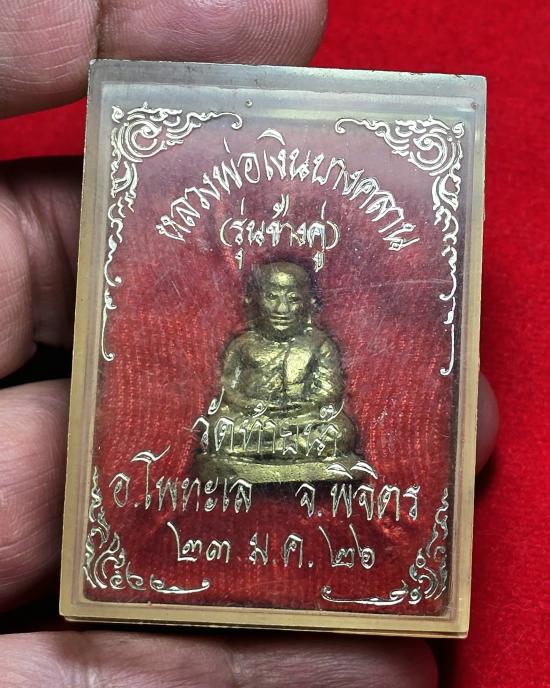 หลวงพ่อเงินบางคลาน
(รุ่นช้างคู่)
วัดท้ายน้ำ
อ.โพทะเล จ.พิจิตร
๒๓ ม.ค. ๒๖